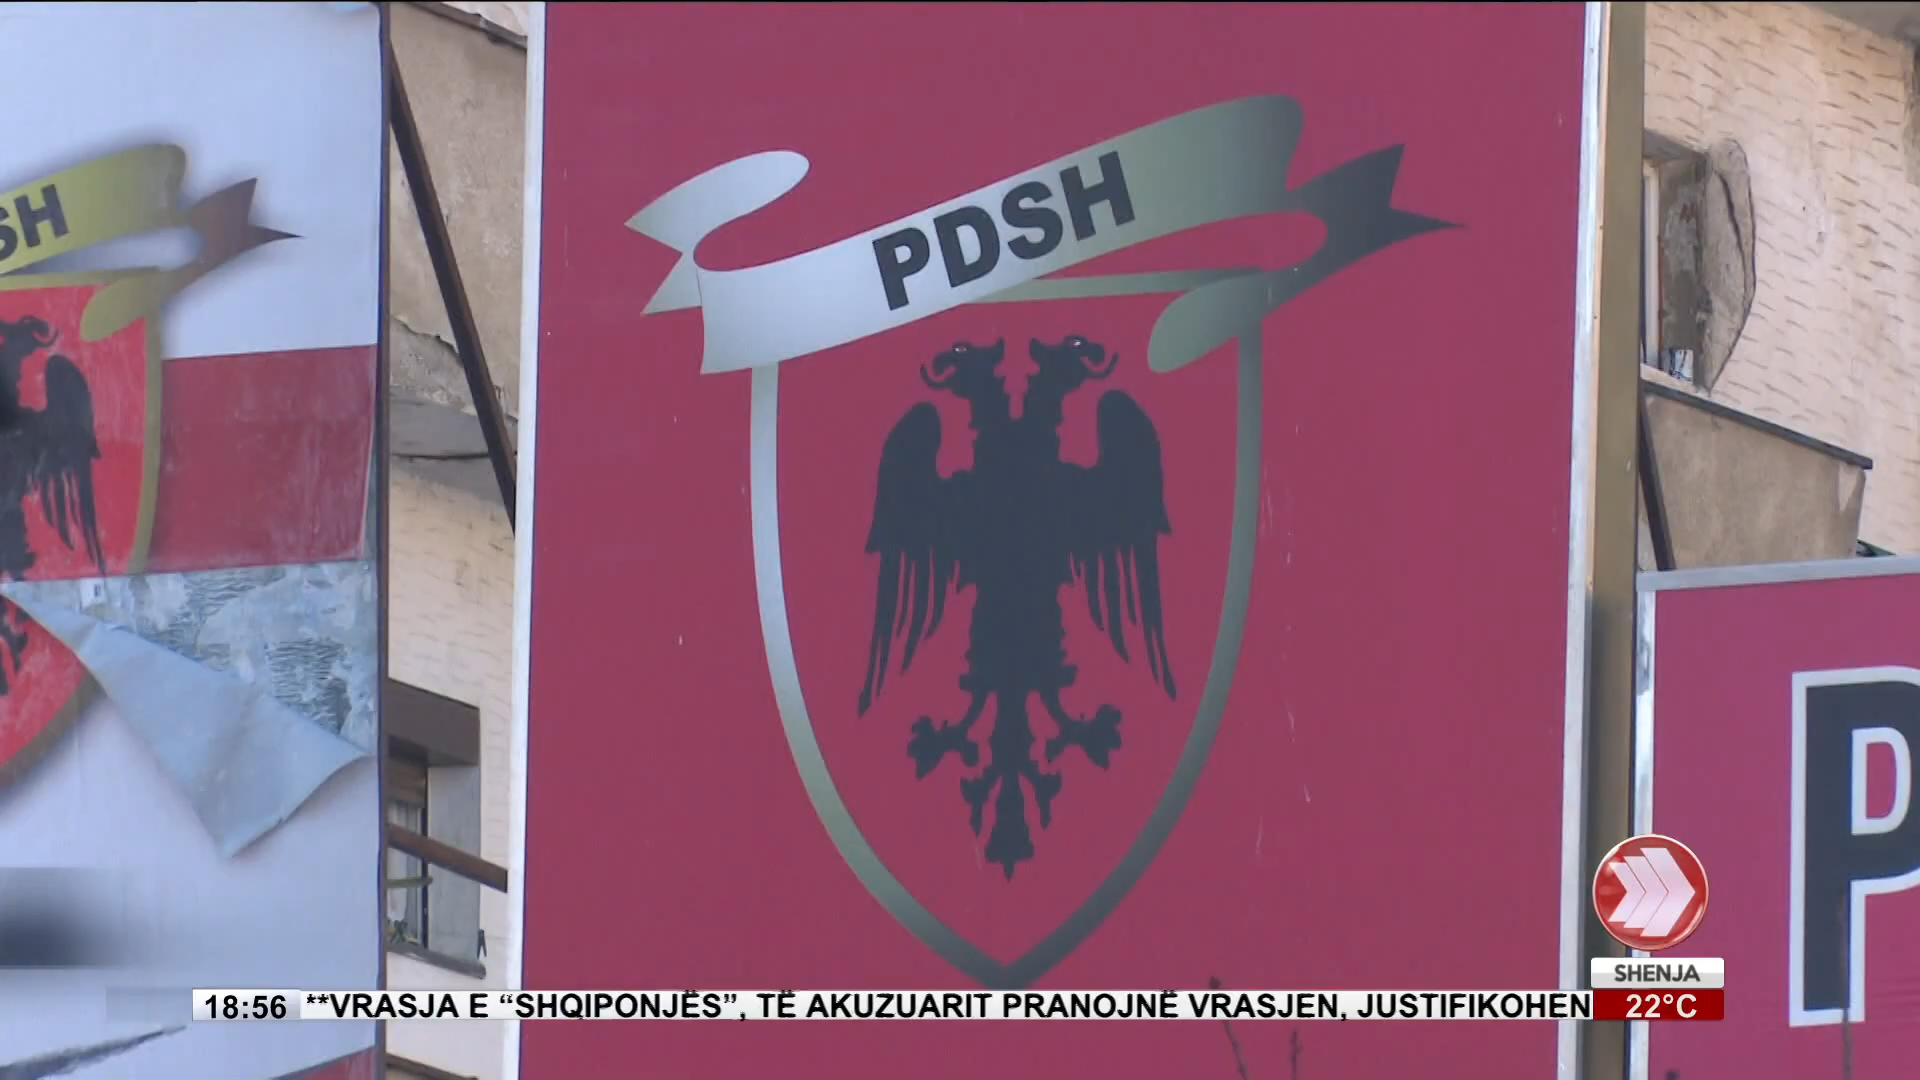 SH
PDSH
P
D
SHENJA
18:56 **VRASJA E “SHQIPONJËS”, TË AKUZUARIT PRANOJNË VRASJEN, JUSTIFIKOHEN 22°C